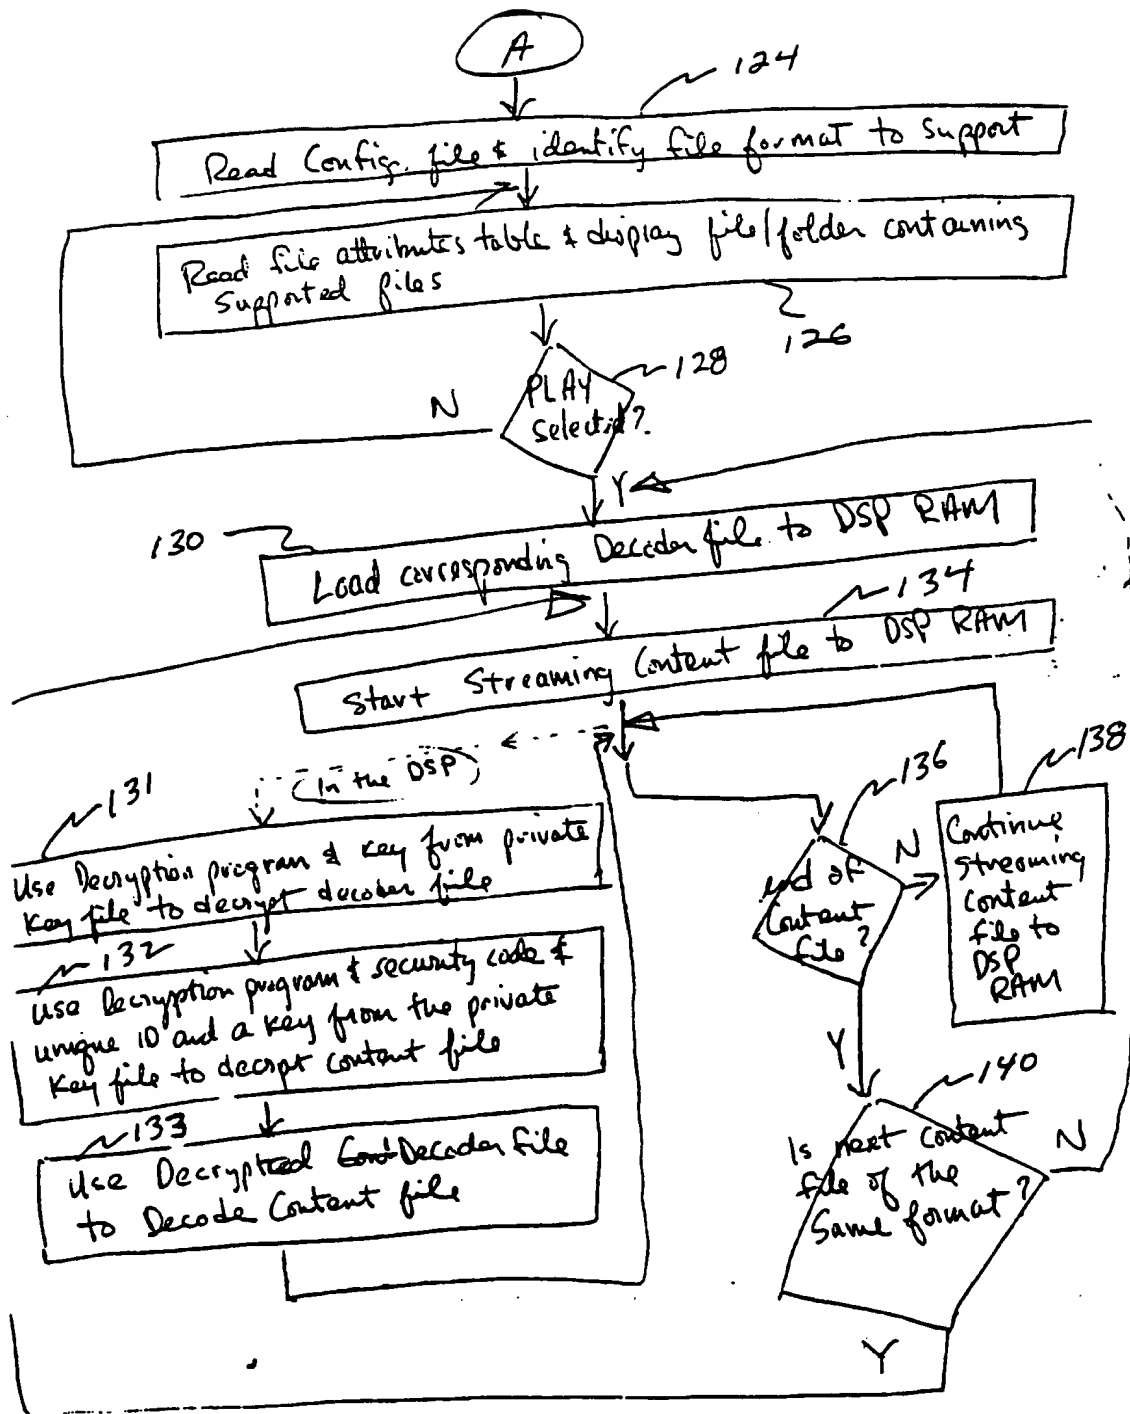 A
124
Read Config. file & identify file format to support
Read file attributes table & display file/folder containing
supported files
126
128
PLAY
selected?
N
Y
130
Load corresponding Decoder file to DSP RAM
134
Start Streaming Content file to DSP RAM
(In the DSP)
131
Use Decryption program & key from private
key file to decrypt decoder file
132
use Decryption program & security code &
unique ID and a key from the private
key file to decrypt content file
133
Use Decrypted Decoder file
to Decode Content file
136
end of
Content
file?
N
Y
138
Continue
Streaming
Content
file to
DSP
RAM
140
Is next content
file of the
Same format?
N
Y